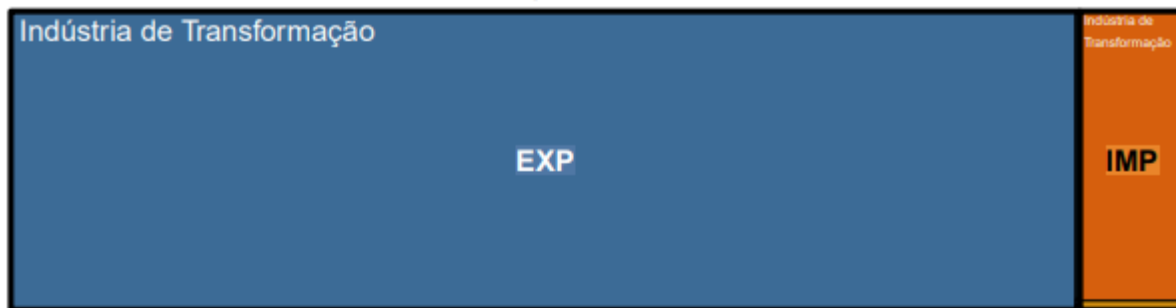 Indústria de Transformação
Indústria de
Transformação
EXP
IMP